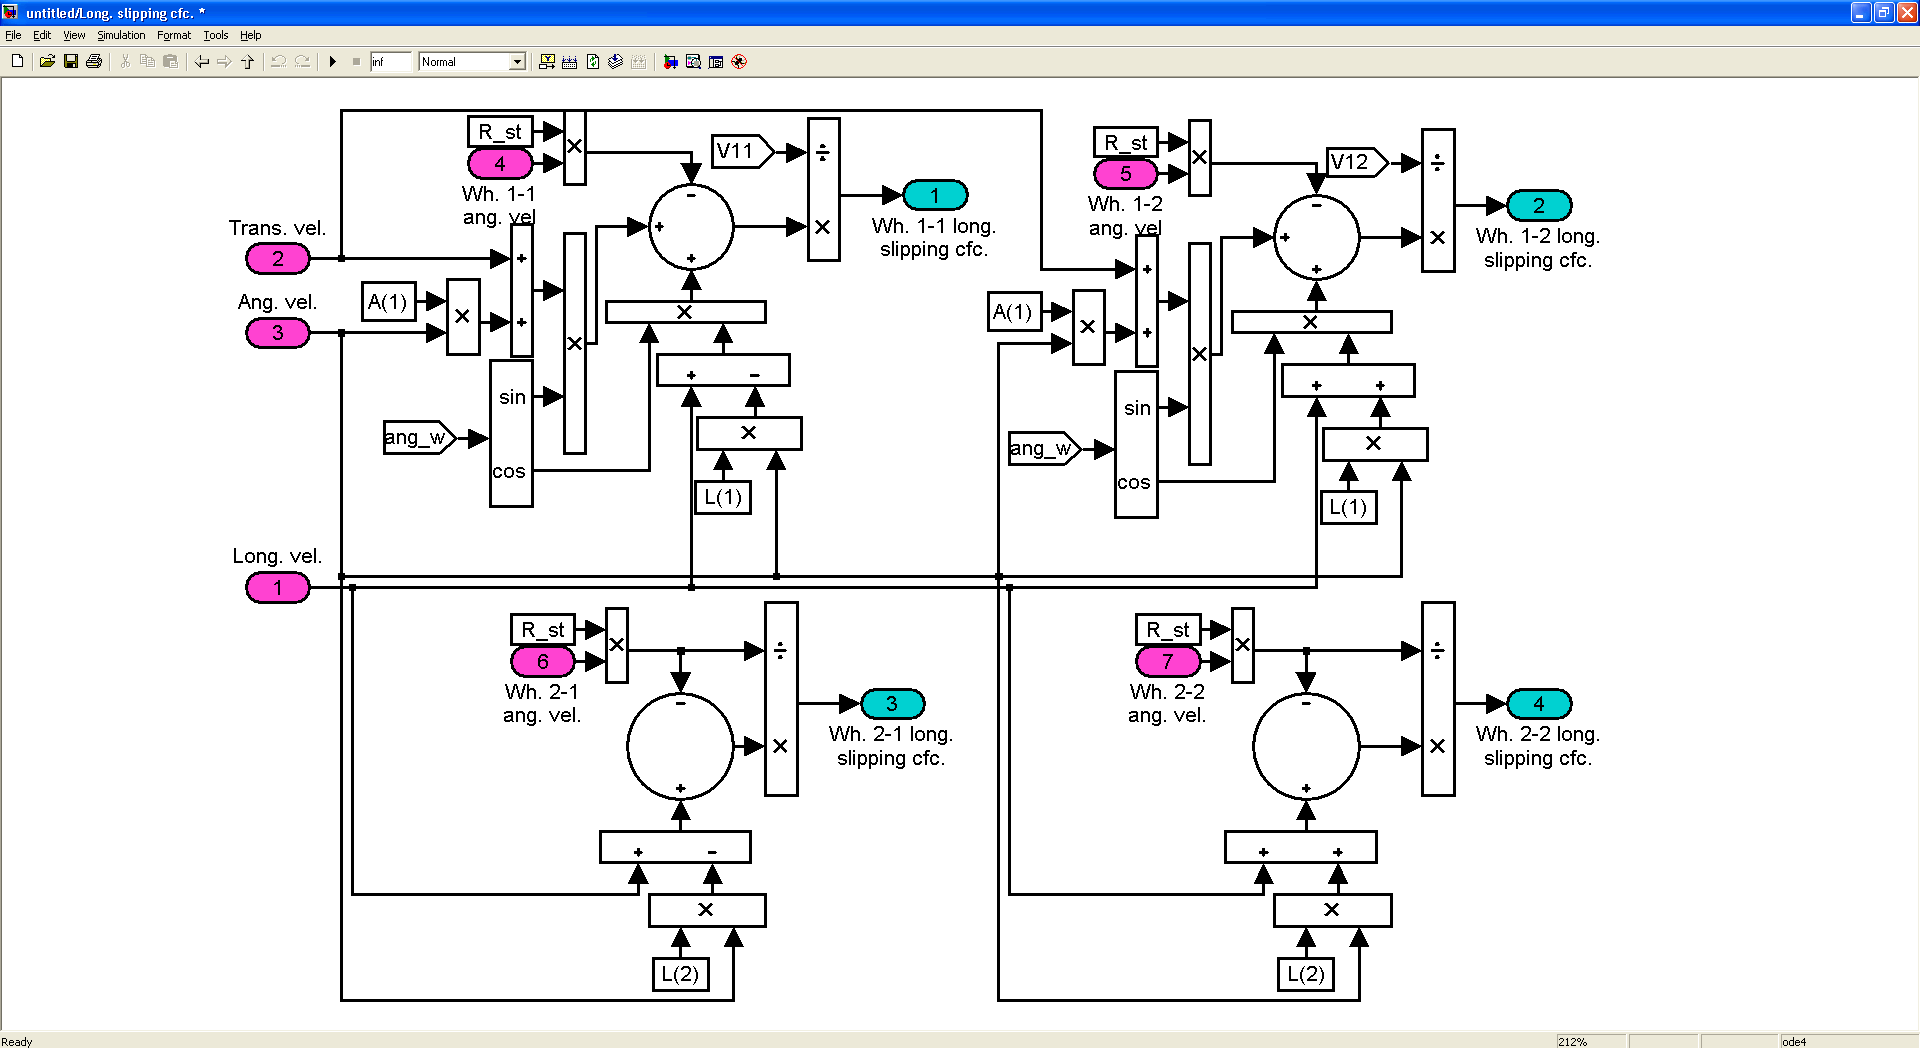 untitled/Long. slipping cfc. *
File Edit View Simulation Format Tools Help
inf Normal
R_st
4
Wh. 1-1
ang. vel
V11
÷
×
1
Wh. 1-1 long.
slipping cfc.
Trans. vel.
2
Ang. vel.
3
A(1)
×
+
+
×
×
-
+
+
×
+ -
×
L(1)
sin
cos
ang_w
R_st
5
Wh. 1-2
ang. vel
V12
÷
×
2
Wh. 1-2 long.
slipping cfc.
A(1)
×
+
+
×
×
-
+
+
×
+ +
×
L(1)
sin
cos
ang_w
Long. vel.
1
R_st
6
Wh. 2-1
ang. vel.
×
÷
×
-
+
3
Wh. 2-1 long.
slipping cfc.
+ -
×
L(2)
R_st
7
Wh. 2-2
ang. vel.
×
÷
×
-
+
4
Wh. 2-2 long.
slipping cfc.
+ +
×
L(2)
Ready 212% ode4